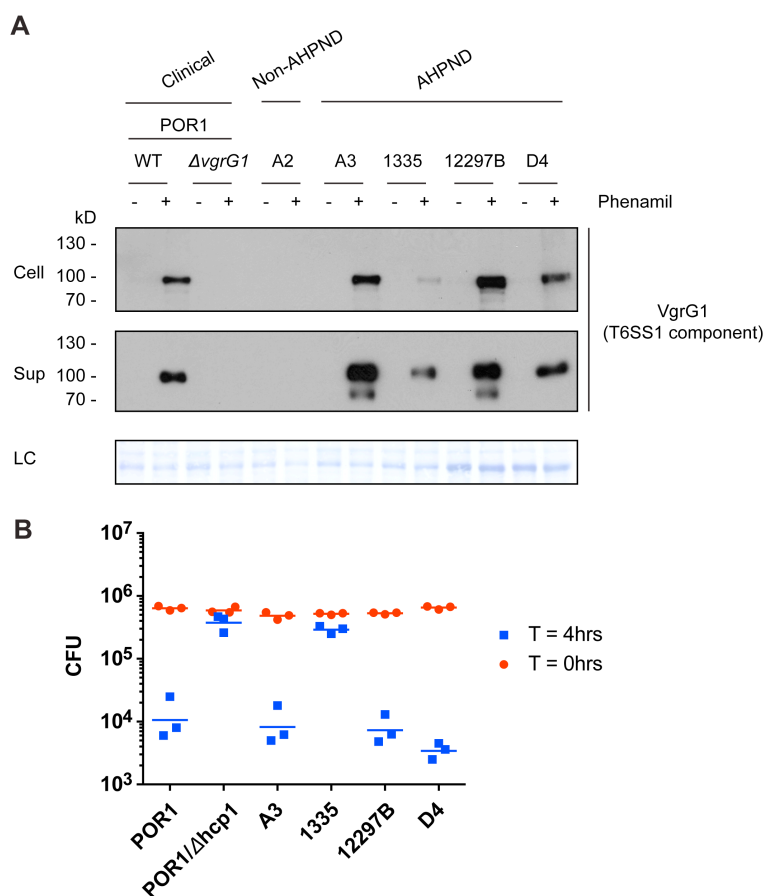 A
Clinical Non-AHPND AHPND
POR1
WT ΔvgrG1 A2 A3 1335 12297B D4
- + - + - + - + - + - + - + Phenamil
kD
130 -
Cell 100 -
70 -
VgrG1
(T6SS1 component)
130 -
Sup 100 -
70 -
LC
B
10^7
10^6
10^5
10^4
10^3
CFU
T = 4hrs
T = 0hrs
POR1 POR1/Δhcp1 A3 1335 12297B D4